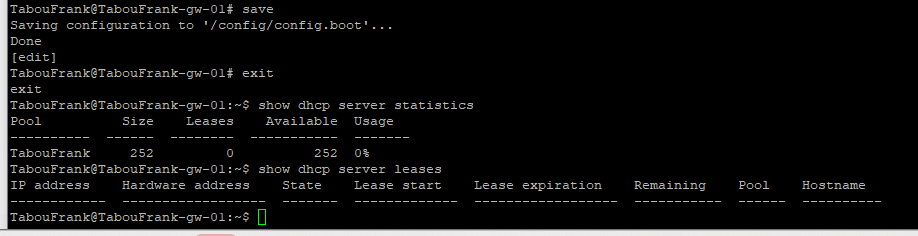 TabouFrank@TabouFrank-gw-01# save
Saving configuration to '/config/config.boot'...
Done
[edit]
TabouFrank@TabouFrank-gw-01# exit
exit
TabouFrank@TabouFrank-gw-01:~$ show dhcp server statistics
Pool Size Leases Available Usage
---------- ------ -------- ----------- -------
TabouFrank 252 0 252 0%
TabouFrank@TabouFrank-gw-01:~$ show dhcp server leases
IP address Hardware address State Lease start Lease expiration Remaining Pool Hostname
------------ ------------------ ------- ------------- ------------------ ----------- ------ ----------
TabouFrank@TabouFrank-gw-01:~$